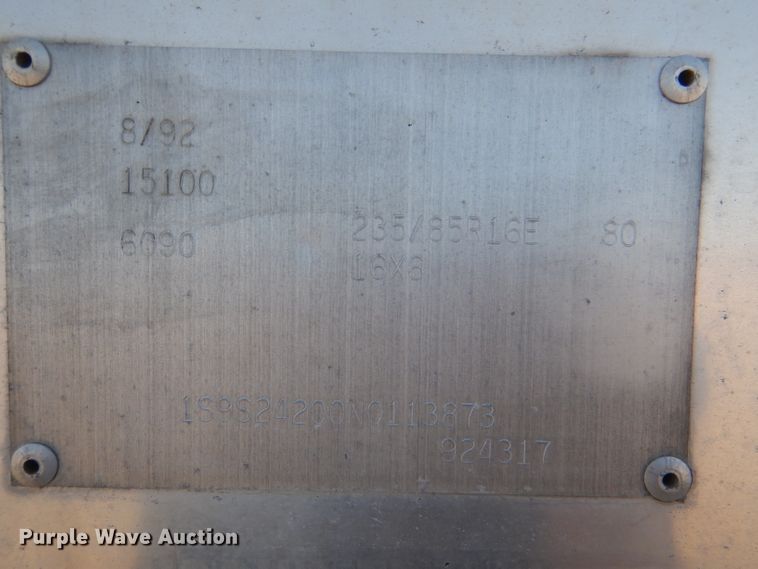 8/92
15100
6090 235/85R16E 80
16X6
1S9S24200N0113873
924317
Purple Wave Auction®